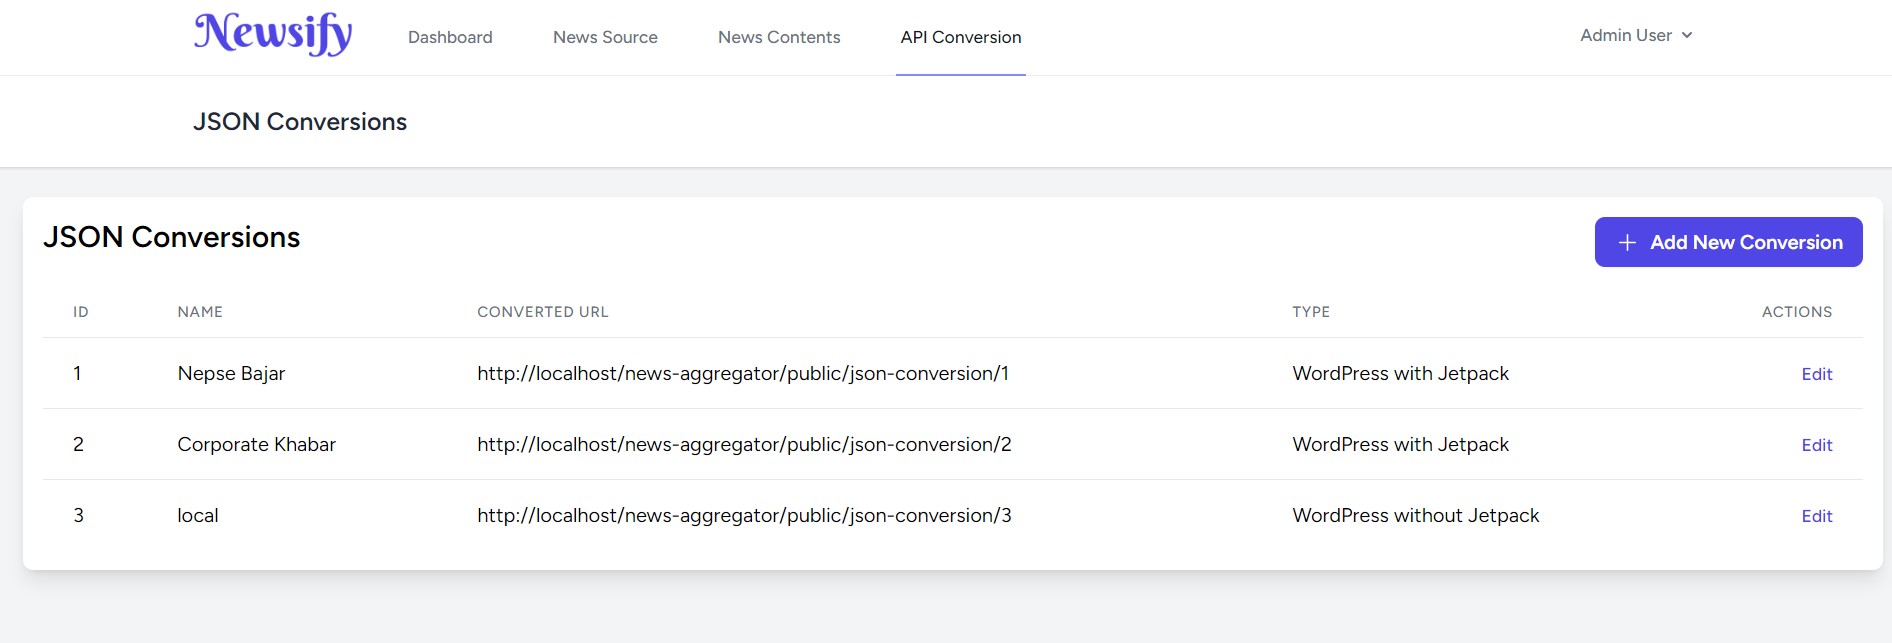 Newsify Dashboard News Source News Contents API Conversion Admin User
JSON Conversions
JSON Conversions
Add New Conversion
ID NAME CONVERTED URL TYPE ACTIONS
1 Nepse Bajar http://localhost/news-aggregator/public/json-conversion/1 WordPress with Jetpack Edit
2 Corporate Khabar http://localhost/news-aggregator/public/json-conversion/2 WordPress with Jetpack Edit
3 local http://localhost/news-aggregator/public/json-conversion/3 WordPress without Jetpack Edit